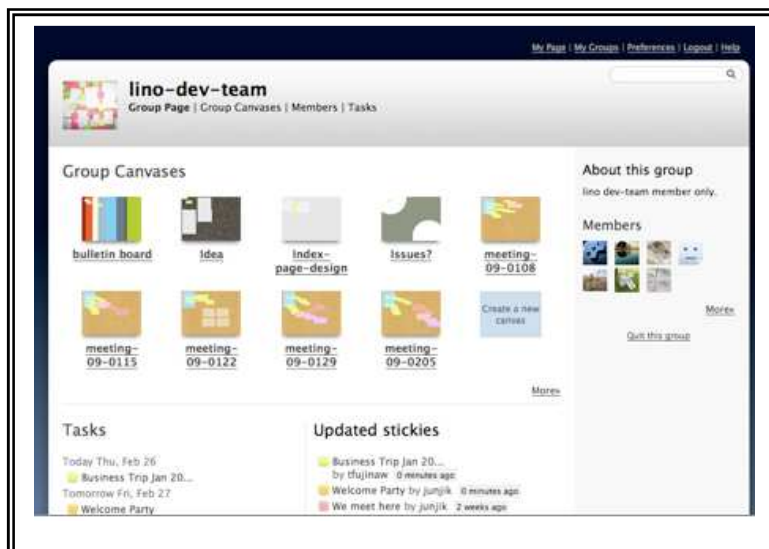 My Page | My Groups | Preferences | Logout | Help
lino-dev-team
Group Page | Group Canvases | Members | Tasks
Group Canvases
bulletin board
Idea
Index-
page-design
Issues?
meeting-
09-0108
meeting-
09-0115
meeting-
09-0122
meeting-
09-0129
meeting-
09-0205
Create a new
canvas
More»
Tasks
Today Thu, Feb 26
Business Trip Jan 20...
Tomorrow Fri, Feb 27
Welcome Party
Updated stickies
Business Trip Jan 20...
by tfujinaw 0 minutes ago
Welcome Party by junjik 0 minutes ago
We meet here by junjik 2 weeks ago
About this group
lino dev-team member only.
Members
More»
Quit this group